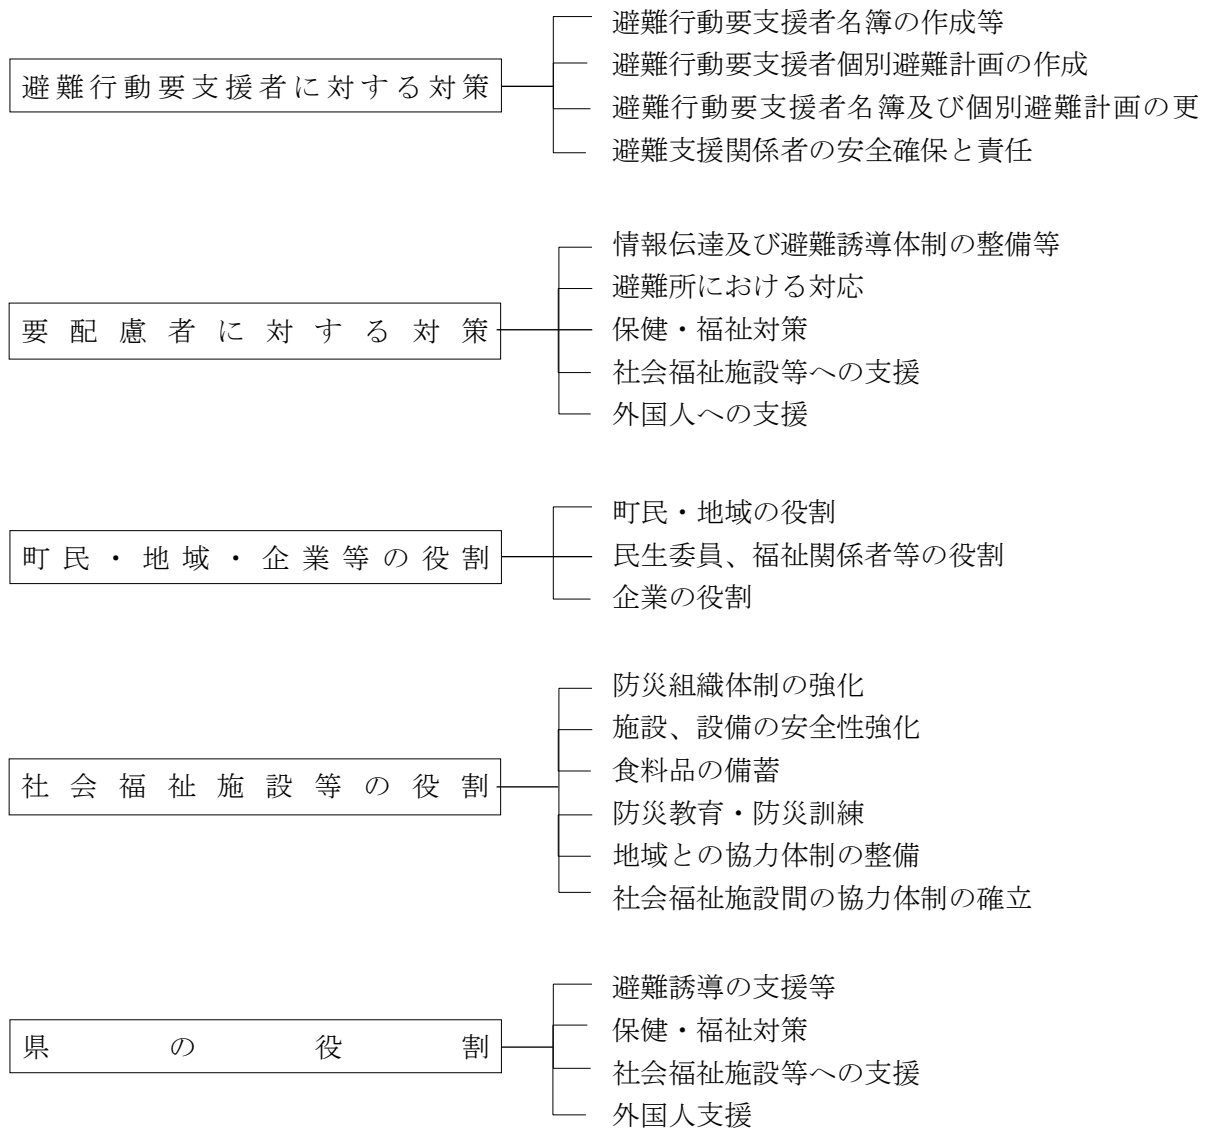 避難行動要支援者に対する対策
避難行動要支援者名簿の作成等
避難行動要支援者個別避難計画の作成
避難行動要支援者名簿及び個別避難計画の更
避難支援関係者の安全確保と責任
要配慮者に対する対策
情報伝達及び避難誘導体制の整備等
避難所における対応
保健・福祉対策
社会福祉施設等への支援
外国人への支援
町民・地域・企業等の役割
町民・地域の役割
民生委員、福祉関係者等の役割
企業の役割
社会福祉施設等の役割
防災組織体制の強化
施設、設備の安全性強化
食料品の備蓄
防災教育・防災訓練
地域との協力体制の整備
社会福祉施設間の協力体制の確立
県の役割
避難誘導の支援等
保健・福祉対策
社会福祉施設等への支援
外国人支援